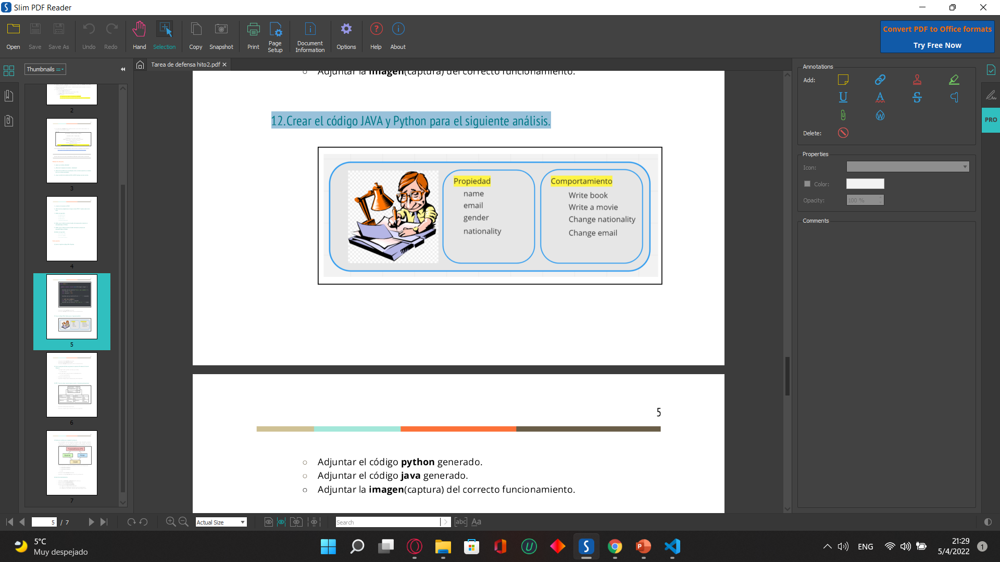 Slim PDF Reader
Open
Save
Save As
Undo
Redo
Hand
Selection
Copy
Snapshot
Print
Page Setup
Document Information
Options
Help
About
Convert PDF to Office formats
Try Free Now
Thumbnails
Tarea de defensa hito2.pdf
2
3
4
5
6
7
Adjuntar la imagen(captura) del correcto funcionamiento.
12.Crear el código JAVA y Python para el siguiente análisis.
Propiedad
name
email
gender
nationality
Comportamiento
Write book
Write a movie
Change nationality
Change email
5
Adjuntar el código python generado.
Adjuntar el código java generado.
Adjuntar la imagen(captura) del correcto funcionamiento.
Annotations
Add:
Delete:
Properties
Icon:
Color:
Opacity:
100 %
Comments
PRO
5 / 7
Actual Size
Search
[abc]
Aa
5°C
Muy despejado
ENG
21:29
5/4/2022
1